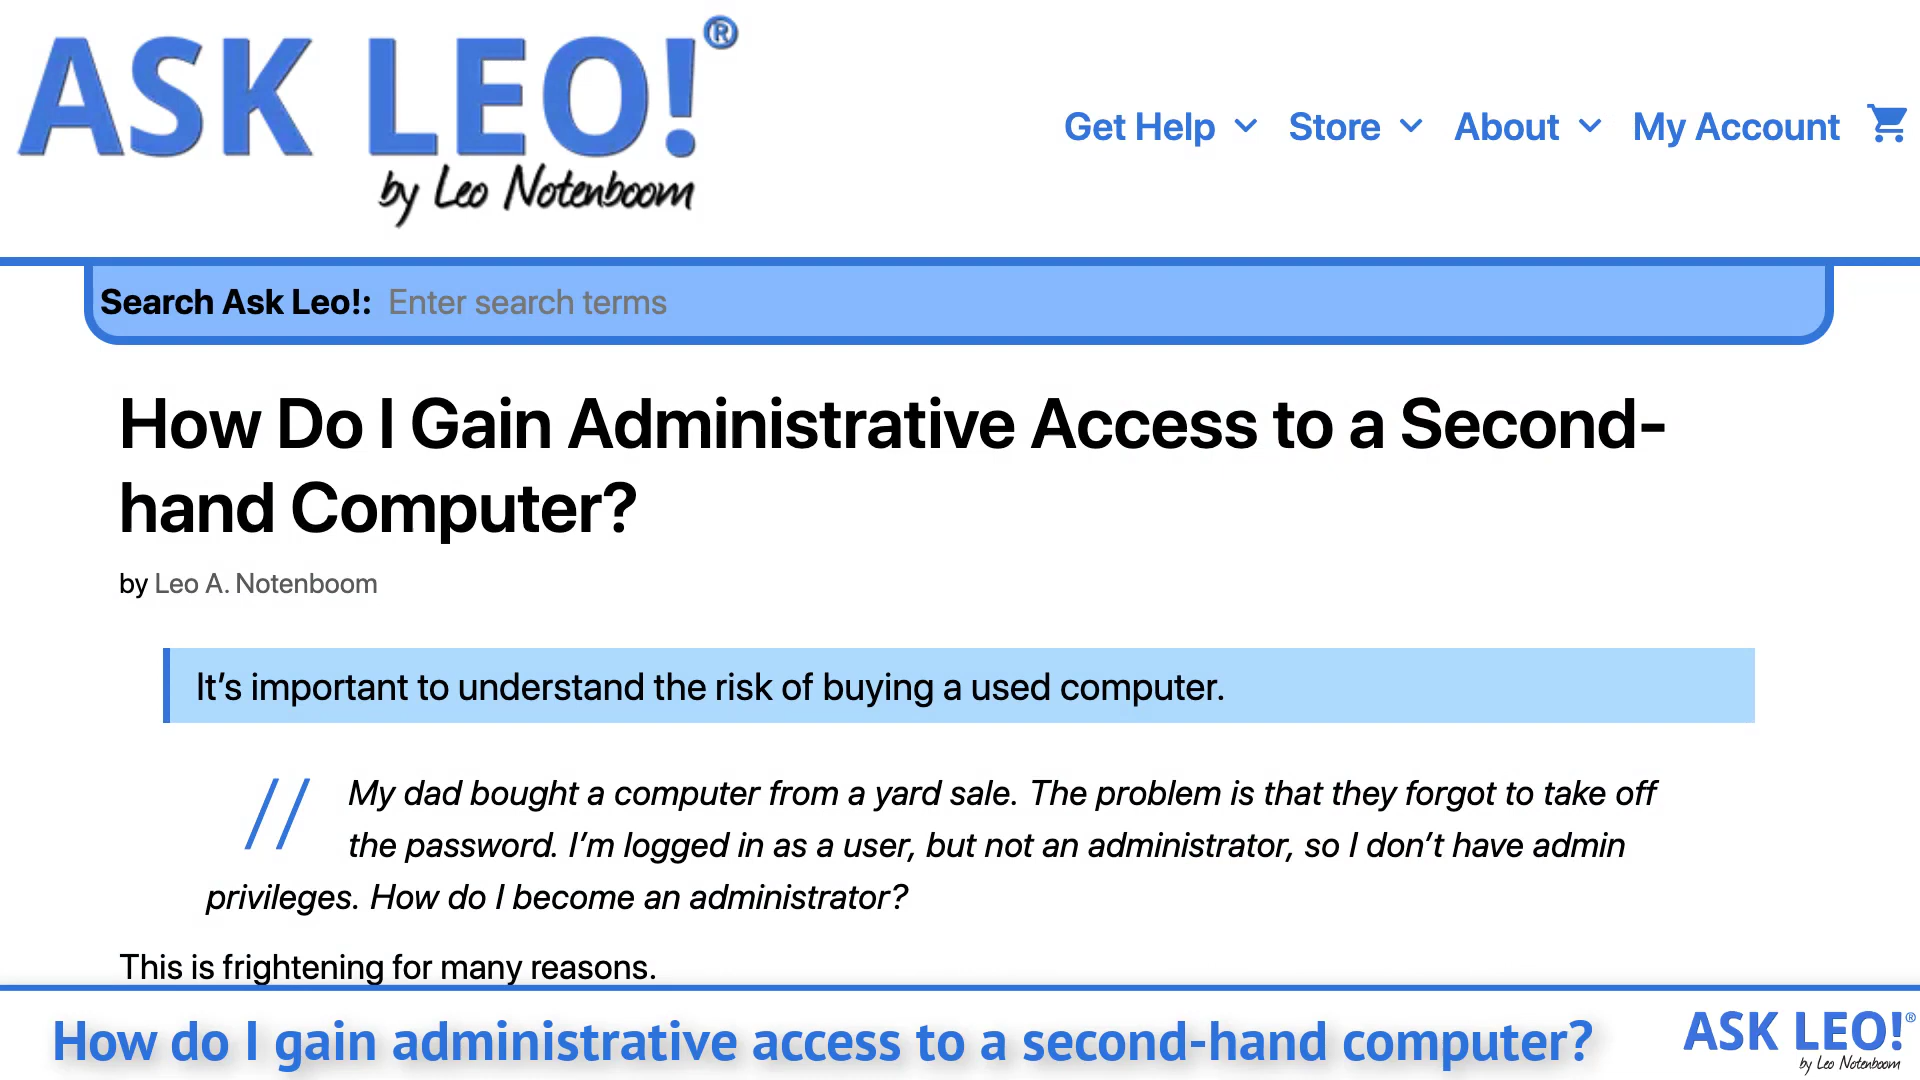 ASK LEO!®
by Leo Notenboom
Get Help Store About My Account
Search Ask Leo!: Enter search terms
How Do I Gain Administrative Access to a Second-
hand Computer?
by Leo A. Notenboom
It’s important to understand the risk of buying a used computer.
My dad bought a computer from a yard sale. The problem is that they forgot to take off
the password. I’m logged in as a user, but not an administrator, so I don’t have admin
privileges. How do I become an administrator?
This is frightening for many reasons.
How do I gain administrative access to a second-hand computer?
ASK LEO!®
by Leo Notenboom